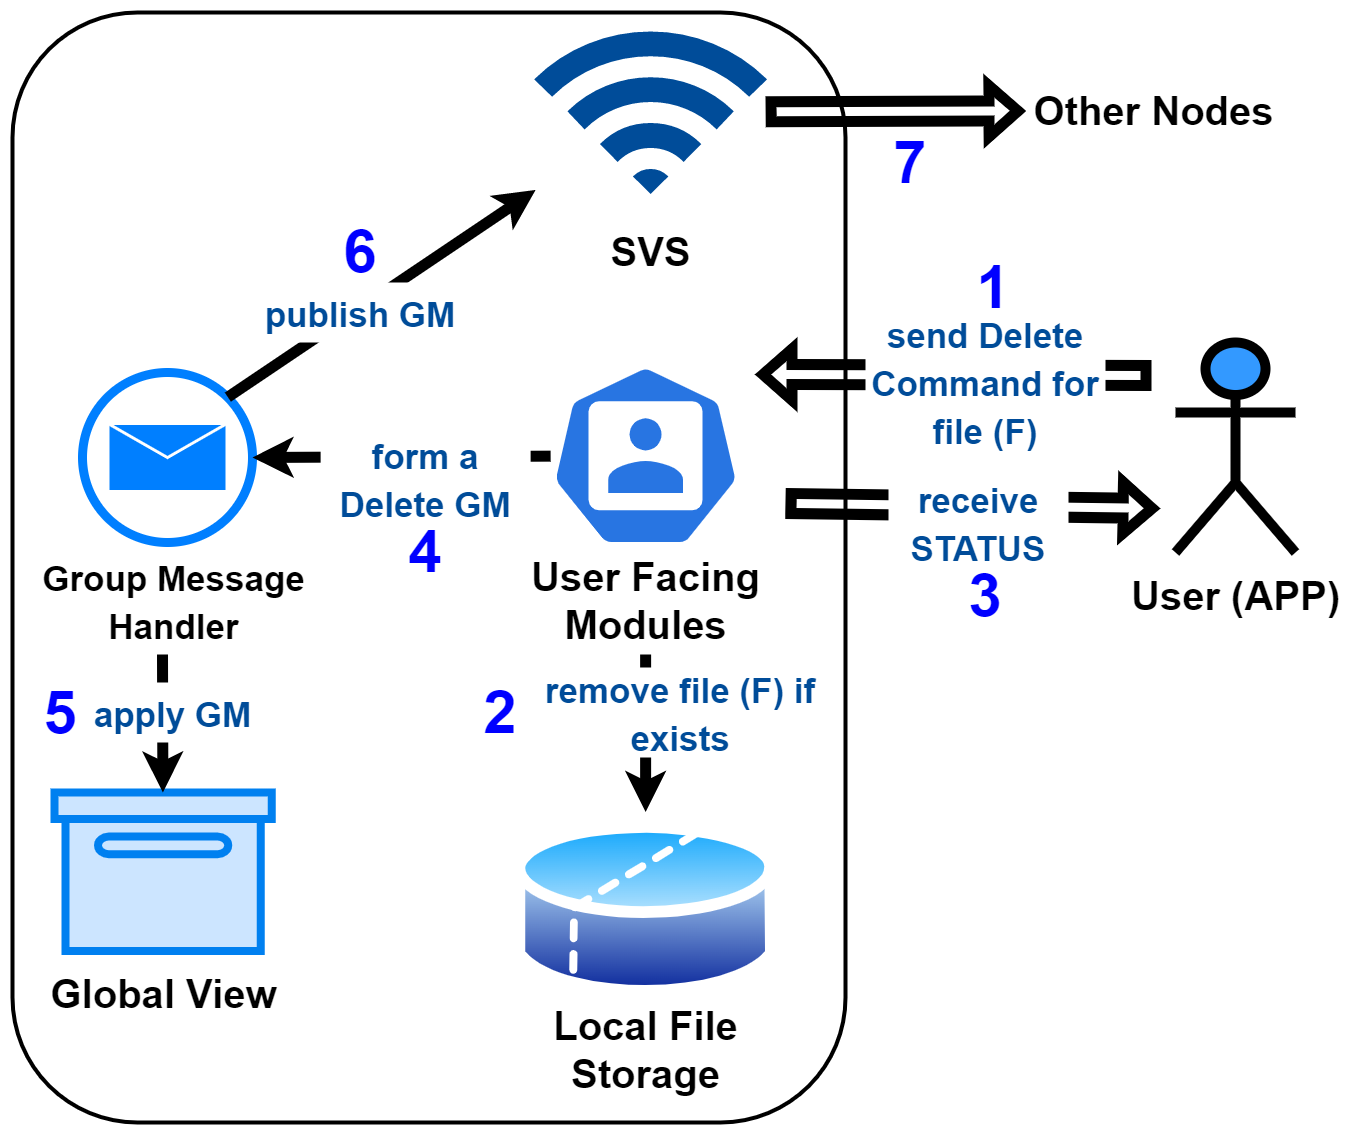 Other Nodes
7
SVS
6
publish GM
1
send Delete
Command for
file (F)
form a
Delete GM
4
receive
STATUS
3
Group Message
Handler
User Facing
Modules
User (APP)
5
apply GM
2
remove file (F) if
exists
Global View
Local File
Storage